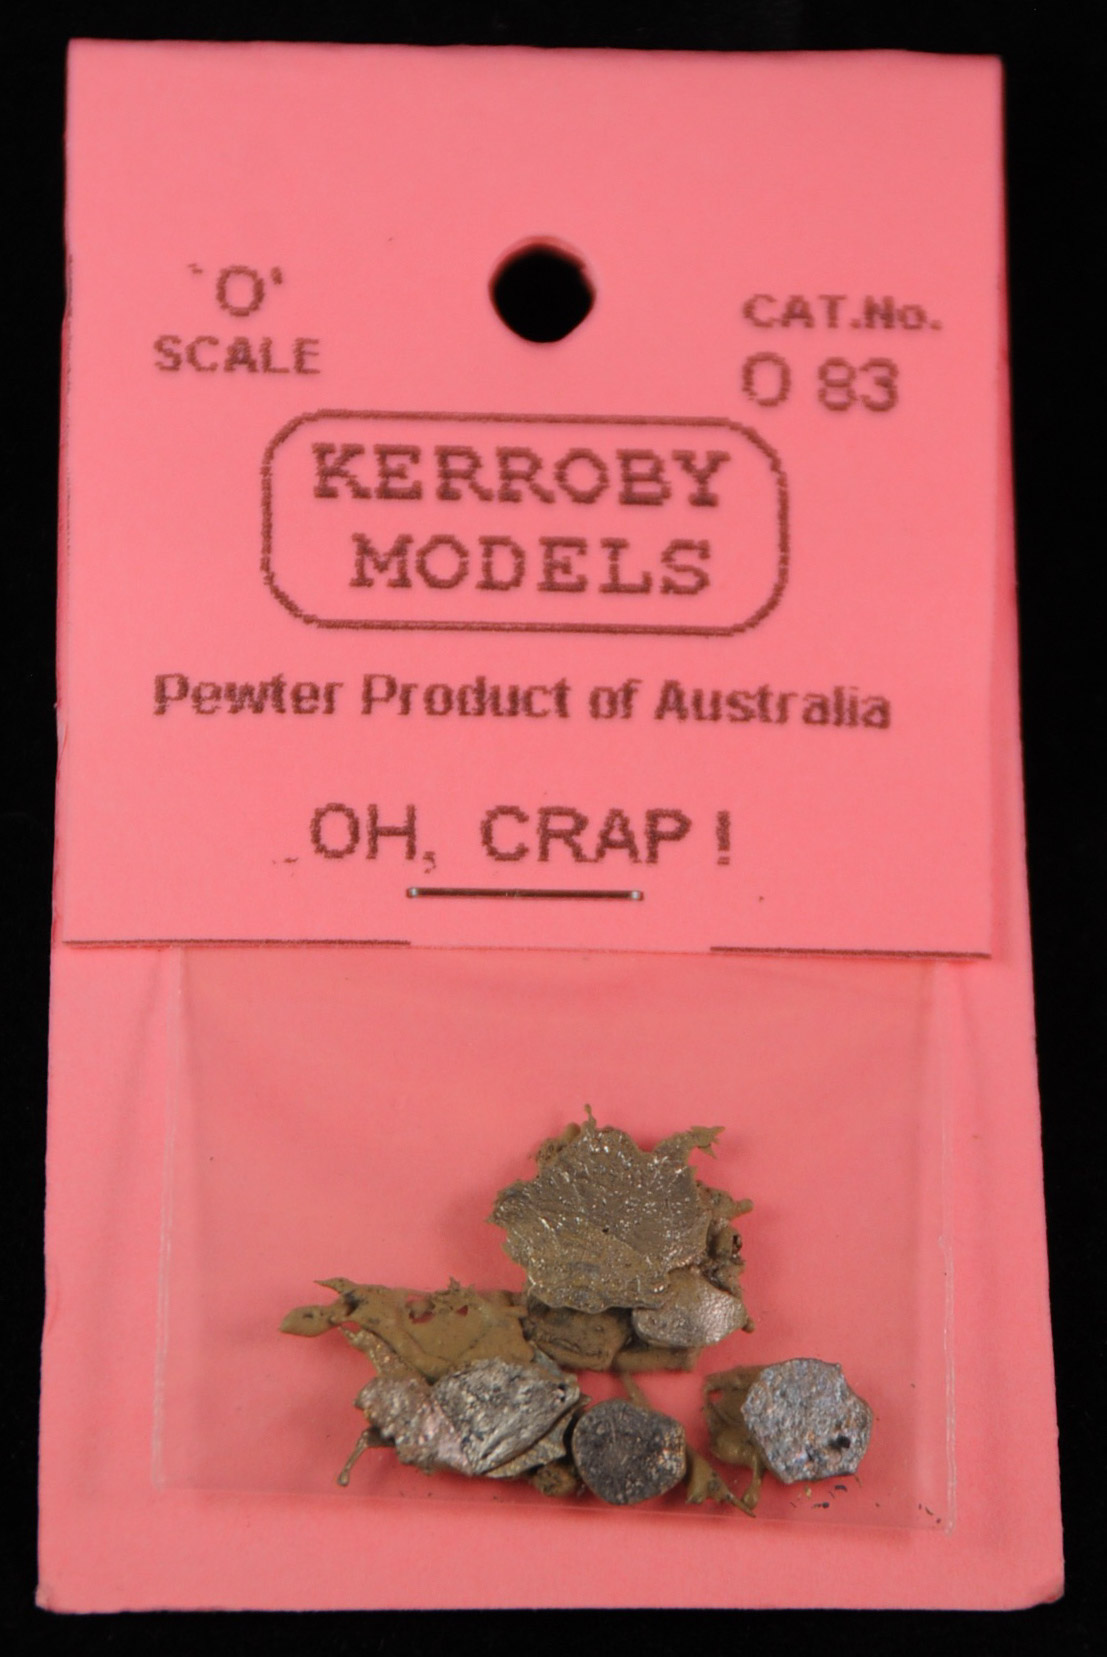 'O'
SCALE
CAT.No.
O 83
KERROBY
MODELS
Pewter Product of Australia
OH, CRAP!